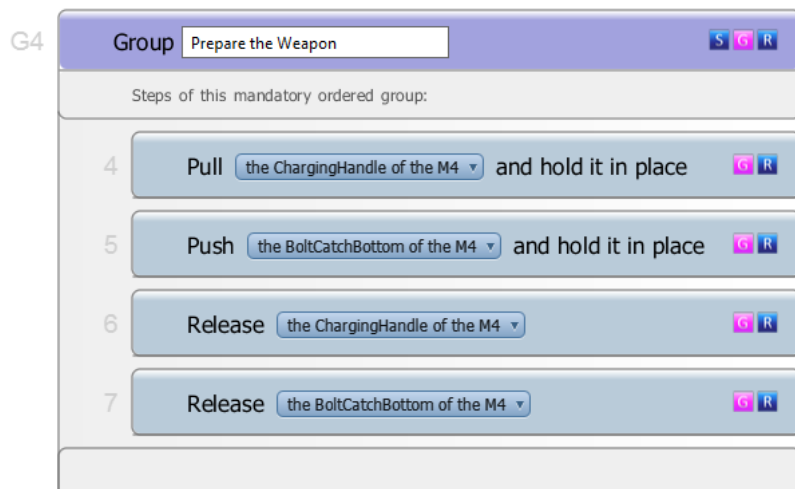 G4 Group Prepare the Weapon S G R
Steps of this mandatory ordered group:
4 Pull the ChargingHandle of the M4 and hold it in place G R
5 Push the BoltCatchBottom of the M4 and hold it in place G R
6 Release the ChargingHandle of the M4 G R
7 Release the BoltCatchBottom of the M4 G R